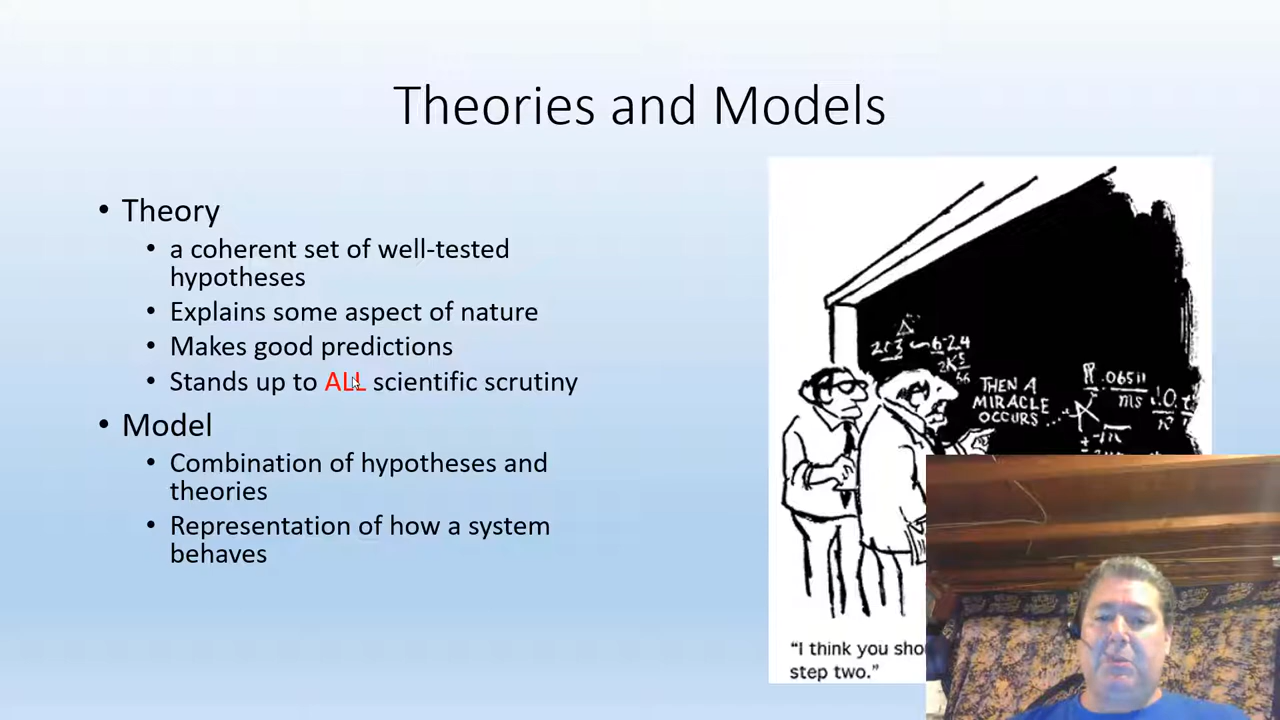 Theories and Models
• Theory
• a coherent set of well-tested
hypotheses
• Explains some aspect of nature
• Makes good predictions
• Stands up to ALL scientific scrutiny
• Model
• Combination of hypotheses and
theories
• Representation of how a system
behaves
THEN A
MIRACLE
OCCURS...
.06511
ms
"I think you
step two."